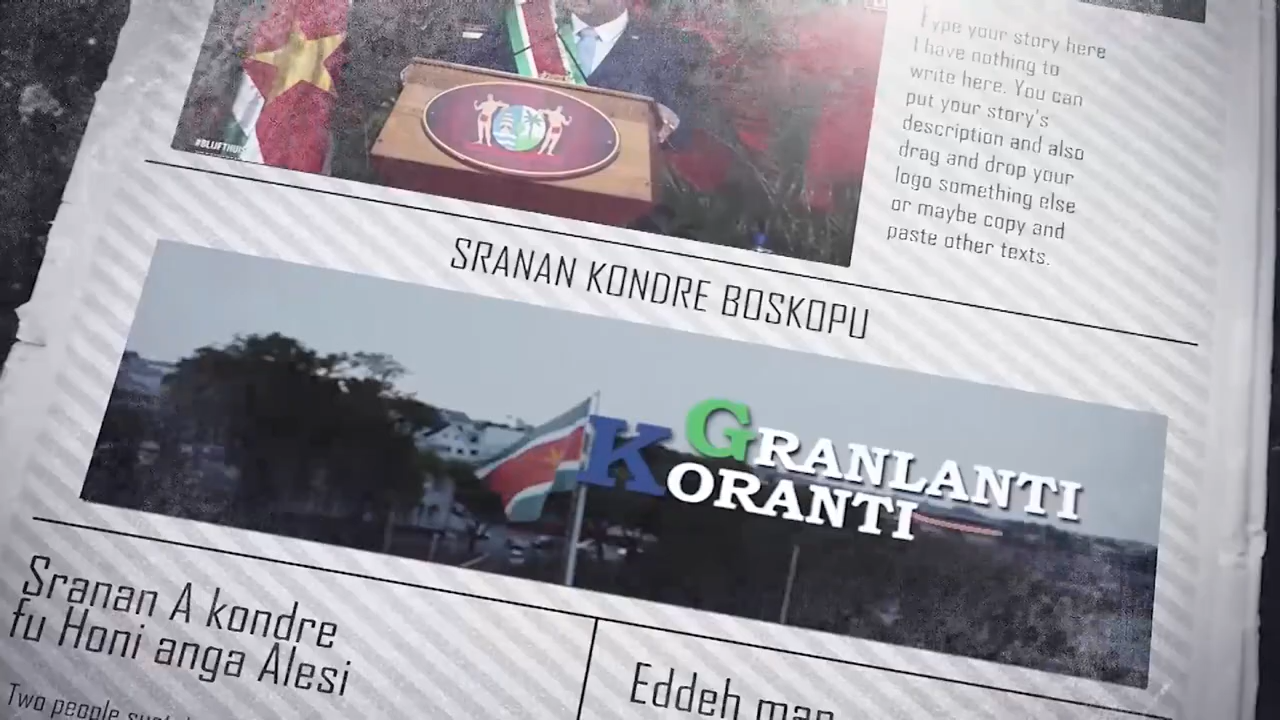 Type your story here
I have nothing to
write here. You can
put your story's
description and also
drag and drop your
logo something else
or maybe copy and
paste other texts.
SRANAN KONDRE BOSKOPU
GRANLANTI
KORANTI
Sranan A kondre
fu Honi anga Alesi
Two people
Eddeh man